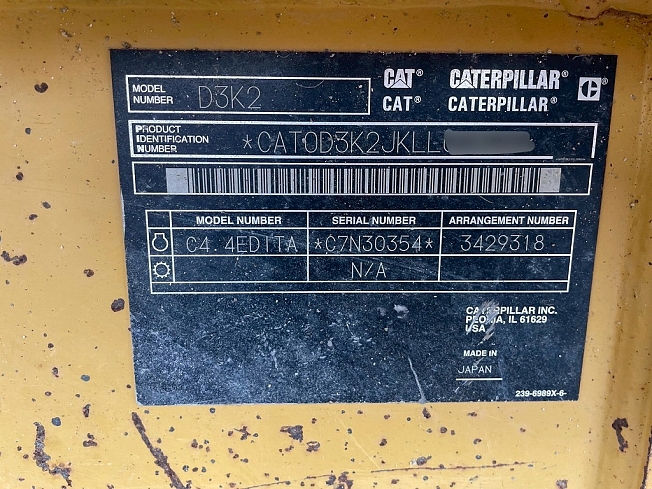 MODEL NUMBER D3K2
CAT® CATERPILLAR®
CAT® CATERPILLAR®
PRODUCT IDENTIFICATION NUMBER *CAT0D3K2JKLL
MODEL NUMBER SERIAL NUMBER ARRANGEMENT NUMBER
C4.4EDITA *C7N30354* 3429318
N/A
CATERPILLAR INC.
PEORIA, IL 61629
USA
MADE IN
JAPAN
239-6989X-6-